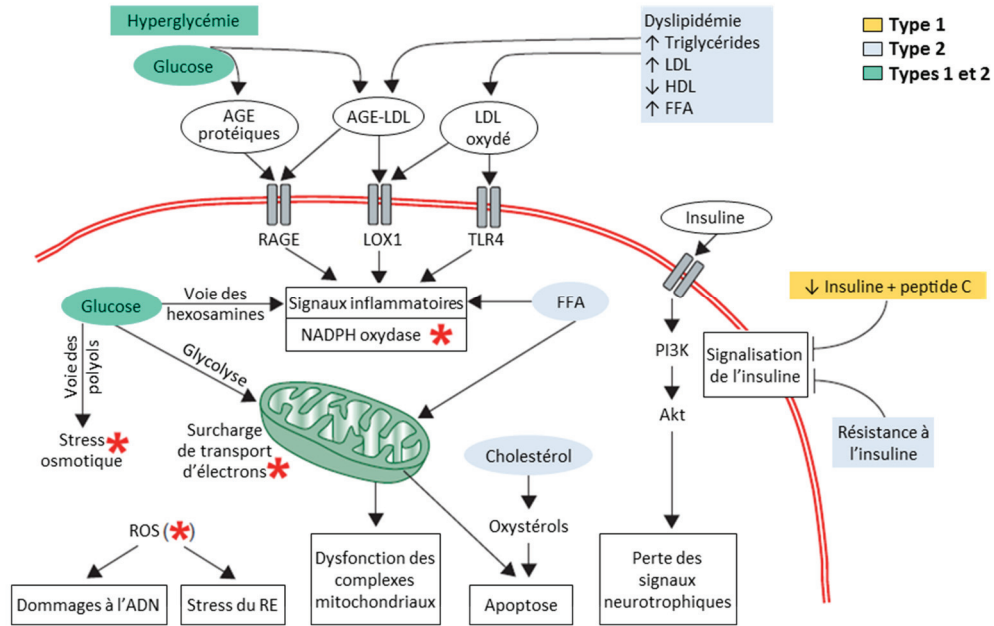 Hyperglycémie
Glucose
Dyslipidémie
↑ Triglycérides
↑ LDL
↓ HDL
↑ FFA
Type 1
Type 2
Types 1 et 2
AGE
protéiques
AGE-LDL
LDL
oxydé
RAGE
LOX1
TLR4
Insuline
Glucose
Voie des
hexosamines
Signaux inflammatoires
NADPH oxydase *
FFA
↓ Insuline + peptide C
Voie des
polyols
Glycolyse
PI3K
Signalisation
de l’insuline
Akt
Stress *
osmotique
Surcharge
de transport
d’électrons *
Cholestérol
Résistance à
l’insuline
Oxystérols
ROS (*)
Dommages à l’ADN
Stress du RE
Dysfonction des
complexes
mitochondriaux
Apoptose
Perte des
signaux
neurotrophiques